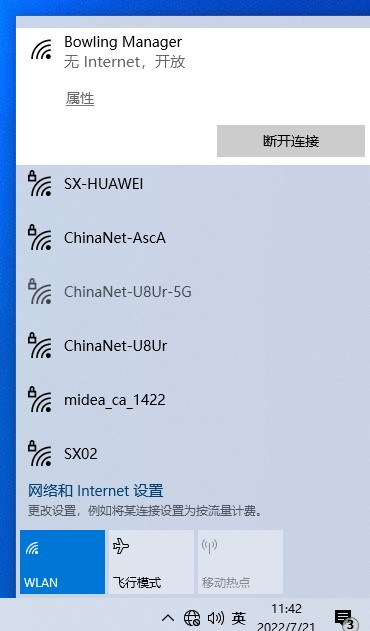 Bowling Manager
无 Internet，开放
属性
断开连接
SX-HUAWEI
ChinaNet-AscA
ChinaNet-U8Ur-5G
ChinaNet-U8Ur
midea_ca_1422
SX02
网络和 Internet 设置
更改设置，例如将某连接设置为按流量计费。
WLAN
飞行模式
移动热点
英
11:42
2022/7/21
3